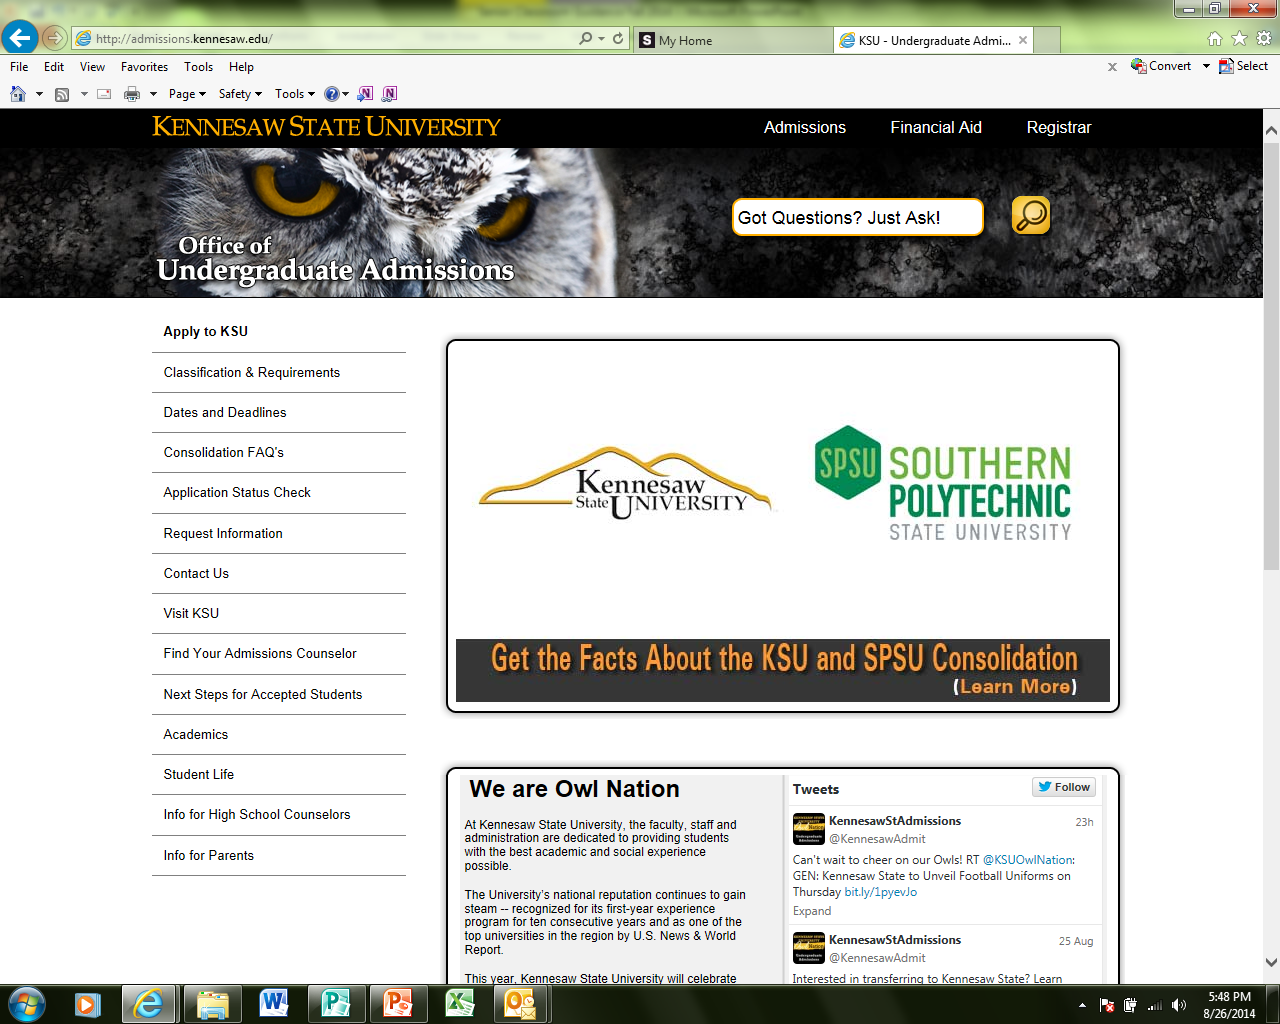 http://admissions.kennesaw.edu/
My Home
KSU - Undergraduate Admi...
File Edit View Favorites Tools Help
Convert
Select
Page Safety Tools
KENNESAW STATE UNIVERSITY
Admissions Financial Aid Registrar
Got Questions? Just Ask!
Office of
Undergraduate Admissions
Apply to KSU
Classification & Requirements
Dates and Deadlines
Consolidation FAQ's
Application Status Check
Request Information
Contact Us
Visit KSU
Find Your Admissions Counselor
Next Steps for Accepted Students
Academics
Student Life
Info for High School Counselors
Info for Parents
Kennesaw
State UNIVERSITY
SPSU
SOUTHERN
POLYTECHNIC
STATE UNIVERSITY
Get the Facts About the KSU and SPSU Consolidation
(Learn More)
We are Owl Nation
At Kennesaw State University, the faculty, staff and
administration are dedicated to providing students
with the best academic and social experience
possible.
The University's national reputation continues to gain
steam -- recognized for its first-year experience
program for ten consecutive years and as one of the
top universities in the region by U.S. News & World
Report.
This year, Kennesaw State University will celebrate
Tweets
Follow
KennesawStAdmissions 23h
@KennesawAdmit
Can't wait to cheer on our Owls! RT @KSUOwlNation:
GEN: Kennesaw State to Unveil Football Uniforms on
Thursday bit.ly/1pyevJo
Expand
KennesawStAdmissions 25 Aug
@KennesawAdmit
Interested in transferring to Kennesaw State? Learn
5:48 PM
8/26/2014